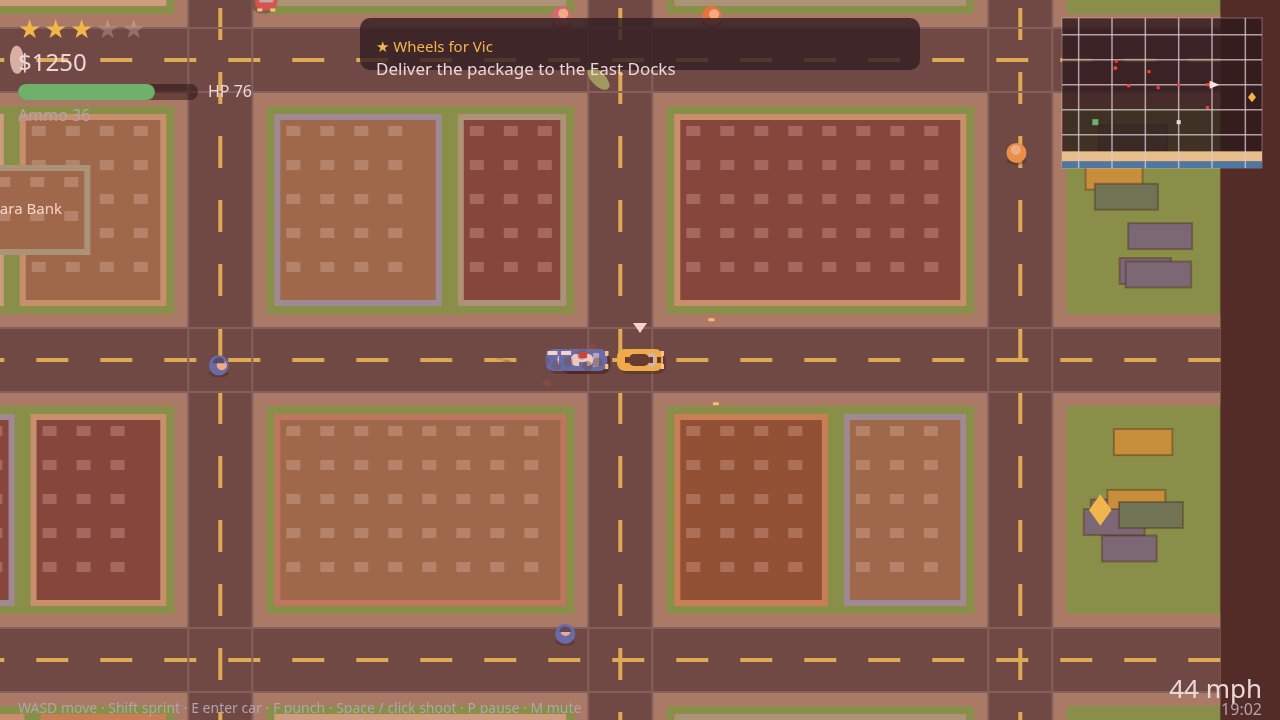 ★ Wheels for Vic
Deliver the package to the East Docks
$1250
HP 76
Ammo 36
ara Bank
44 mph
19:02
WASD move · Shift sprint · E enter car · F punch · Space / click shoot · P pause · M mute